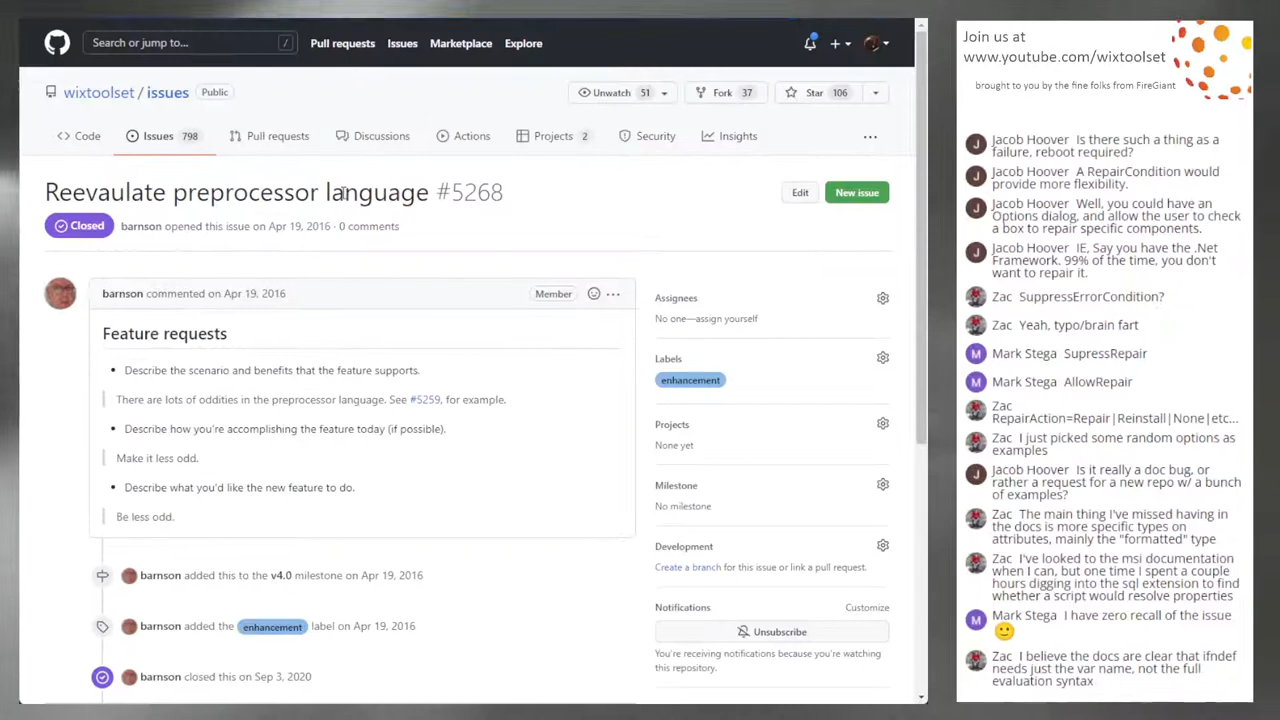 Search or jump to...
/
Pull requests
Issues
Marketplace
Explore
wixtoolset / issues
Public
Unwatch 51
Fork 37
Star 106
Code
Issues 798
Pull requests
Discussions
Actions
Projects 2
Security
Insights
Reevaulate preprocessor language #5268
Edit
New issue
Closed
barnson opened this issue on Apr 19, 2016 · 0 comments
barnson commented on Apr 19, 2016
Member
Feature requests
• Describe the scenario and benefits that the feature supports.
There are lots of oddities in the preprocessor language. See #5259, for example.
• Describe how you're accomplishing the feature today (if possible).
Make it less odd.
• Describe what you'd like the new feature to do.
Be less odd.
barnson added this to the v4.0 milestone on Apr 19, 2016
barnson added the enhancement label on Apr 19, 2016
barnson closed this on Sep 3, 2020
Assignees
No one—assign yourself
Labels
enhancement
Projects
None yet
Milestone
No milestone
Development
Create a branch for this issue or link a pull request.
Notifications
Customize
Unsubscribe
You're receiving notifications because you're watching
this repository.
Join us at
www.youtube.com/wixtoolset
brought to you by the fine folks from FireGiant
J
Jacob Hoover Is there such a thing as a
failure, reboot required?
J
Jacob Hoover A RepairCondition would
provide more flexibility.
J
Jacob Hoover Well, you could have an
Options dialog, and allow the user to check
a box to repair specific components.
J
Jacob Hoover IE, Say you have the .Net
Framework. 99% of the time, you don't
want to repair it.
Zac SuppressErrorCondition?
Zac Yeah, typo/brain fart
M
Mark Stega SupressRepair
M
Mark Stega AllowRepair
Zac
RepairAction=Repair|Reinstall|None|etc...
Zac I just picked some random options as
examples
J
Jacob Hoover Is it really a doc bug, or
rather a request for a new repo w/ a bunch
of examples?
Zac The main thing I've missed having in
the docs is more specific types on
attributes, mainly the "formatted" type
Zac I've looked to the msi documentation
when I can, but one time I spent a couple
hours digging into the sql extension to find
whether a script would resolve properties
M
Mark Stega I have zero recall of the issue
🙂
Zac I believe the docs are clear that ifndef
needs just the var name, not the full
evaluation syntax